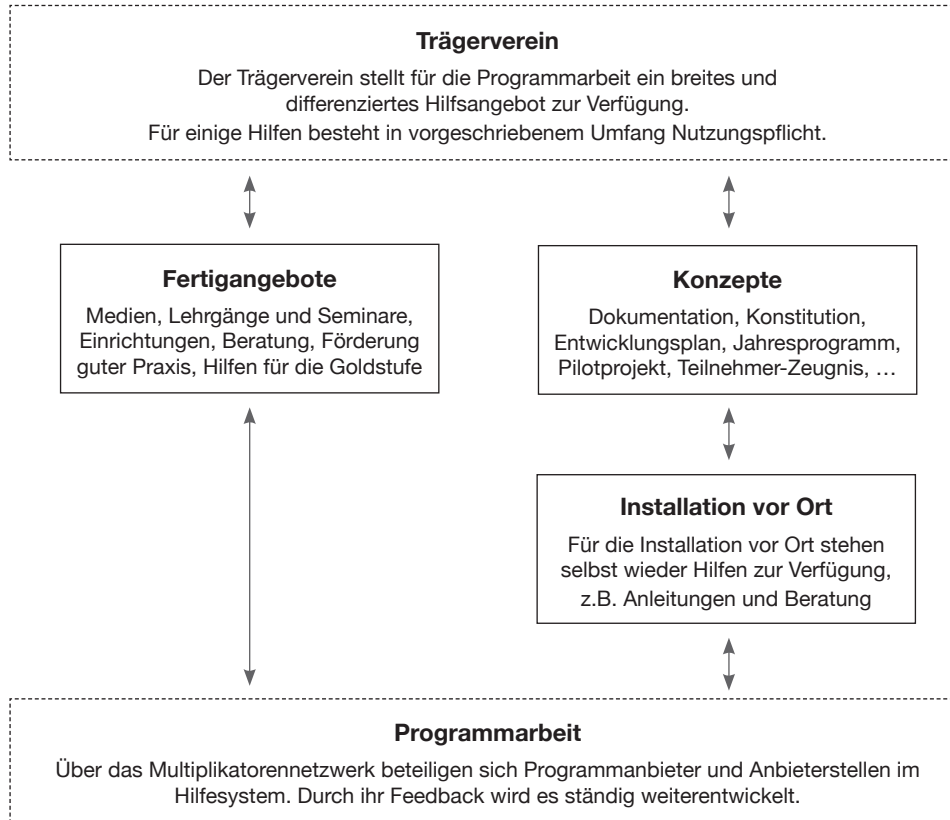 Trägerverein
Der Trägerverein stellt für die Programmarbeit ein breites und
differenziertes Hilfsangebot zur Verfügung.
Für einige Hilfen besteht in vorgeschriebenem Umfang Nutzungspflicht.
Fertigangebote
Medien, Lehrgänge und Seminare,
Einrichtungen, Beratung, Förderung
guter Praxis, Hilfen für die Goldstufe
Konzepte
Dokumentation, Konstitution,
Entwicklungsplan, Jahresprogramm,
Pilotprojekt, Teilnehmer-Zeugnis, …
Installation vor Ort
Für die Installation vor Ort stehen
selbst wieder Hilfen zur Verfügung,
z.B. Anleitungen und Beratung
Programmarbeit
Über das Multiplikatorennetzwerk beteiligen sich Programmanbieter und Anbieterstellen im
Hilfesystem. Durch ihr Feedback wird es ständig weiterentwickelt.